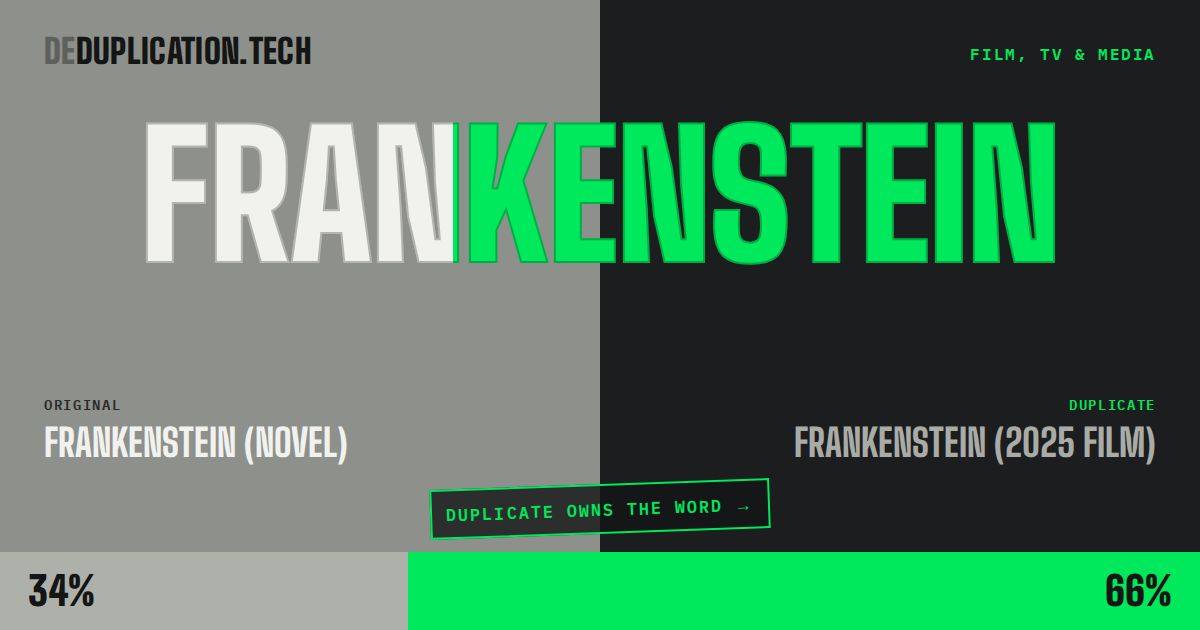 DEDUPLICATION.TECH
FILM, TV & MEDIA
FRANKENSTEIN
ORIGINAL
FRANKENSTEIN (NOVEL)
DUPLICATE
FRANKENSTEIN (2025 FILM)
DUPLICATE OWNS THE WORD →
34%
66%